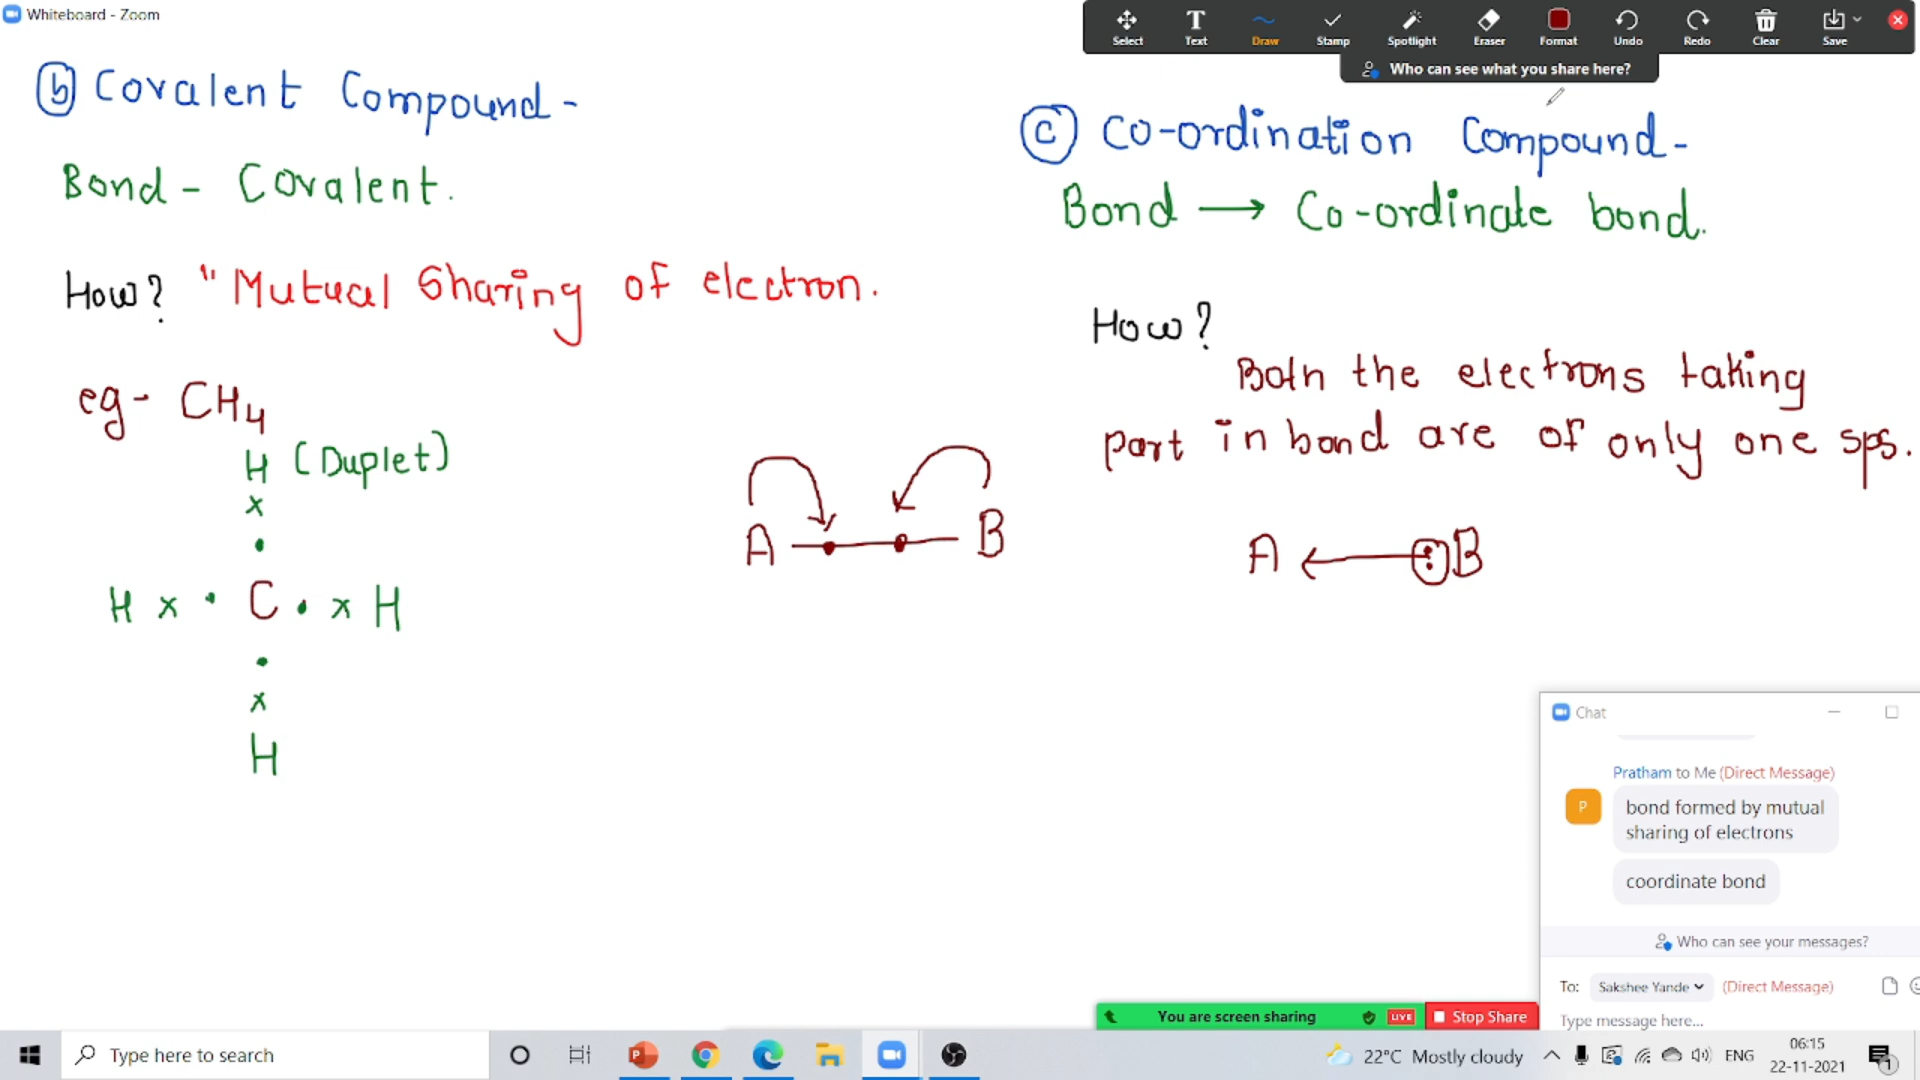 Whiteboard - Zoom
Select Text Draw Stamp Spotlight Eraser Format Undo Redo Clear Save
Who can see what you share here?
(b) Covalent Compound-
Bond - Covalent.
How? "Mutual Sharing of electron.
eg- CH4
H (Duplet)
x
•
H x • C • x H
•
x
H
A B
(c) Co-ordination Compound-
Bond → Co-ordinate bond.
How?
Both the electrons taking
part in bond are of only one sps.
A ← : B
Chat
Pratham to Me (Direct Message)
P
bond formed by mutual
sharing of electrons
coordinate bond
Who can see your messages?
To: Sakshee Yande (Direct Message)
Type message here...
You are screen sharing LIVE Stop Share
Type here to search
22°C Mostly cloudy ENG 06:15
22-11-2021
1